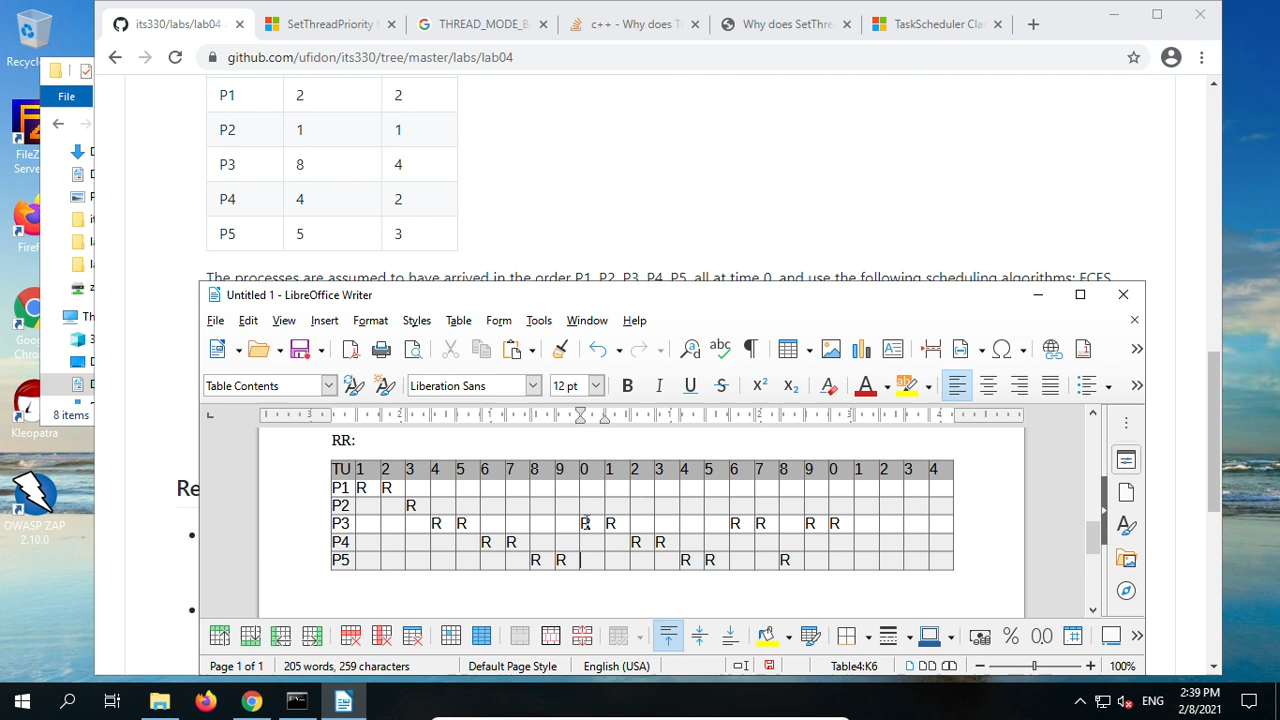 Recycl
File
FileZ
Serve
Firef
Goo
Chro
Kleopatra
OWASP ZAP
2.10.0
File
Th
8 items
its330/labs/lab04
SetThreadPriority
THREAD_MODE_B
c++ - Why does T
Why does SetThre
TaskScheduler Cla
github.com/ufidon/its330/tree/master/labs/lab04
P1 2 2
P2 1 1
P3 8 4
P4 4 2
P5 5 3
The processes are assumed to have arrived in the order P1, P2, P3, P4, P5, all at time 0, and use the following scheduling algorithms: FCFS,
Re
Untitled 1 - LibreOffice Writer
File Edit View Insert Format Styles Table Form Tools Window Help
Table Contents Liberation Sans 12 pt
RR:
TU 1 2 3 4 5 6 7 8 9 0 1 2 3 4 5 6 7 8 9 0 1 2 3 4
P1 R R
P2 R
P3 R R R R R R R R
P4 R R R R
P5 R R R R R
Page 1 of 1 205 words, 259 characters Default Page Style English (USA) Table4:K6 100%
ENG
2:39 PM
2/8/2021